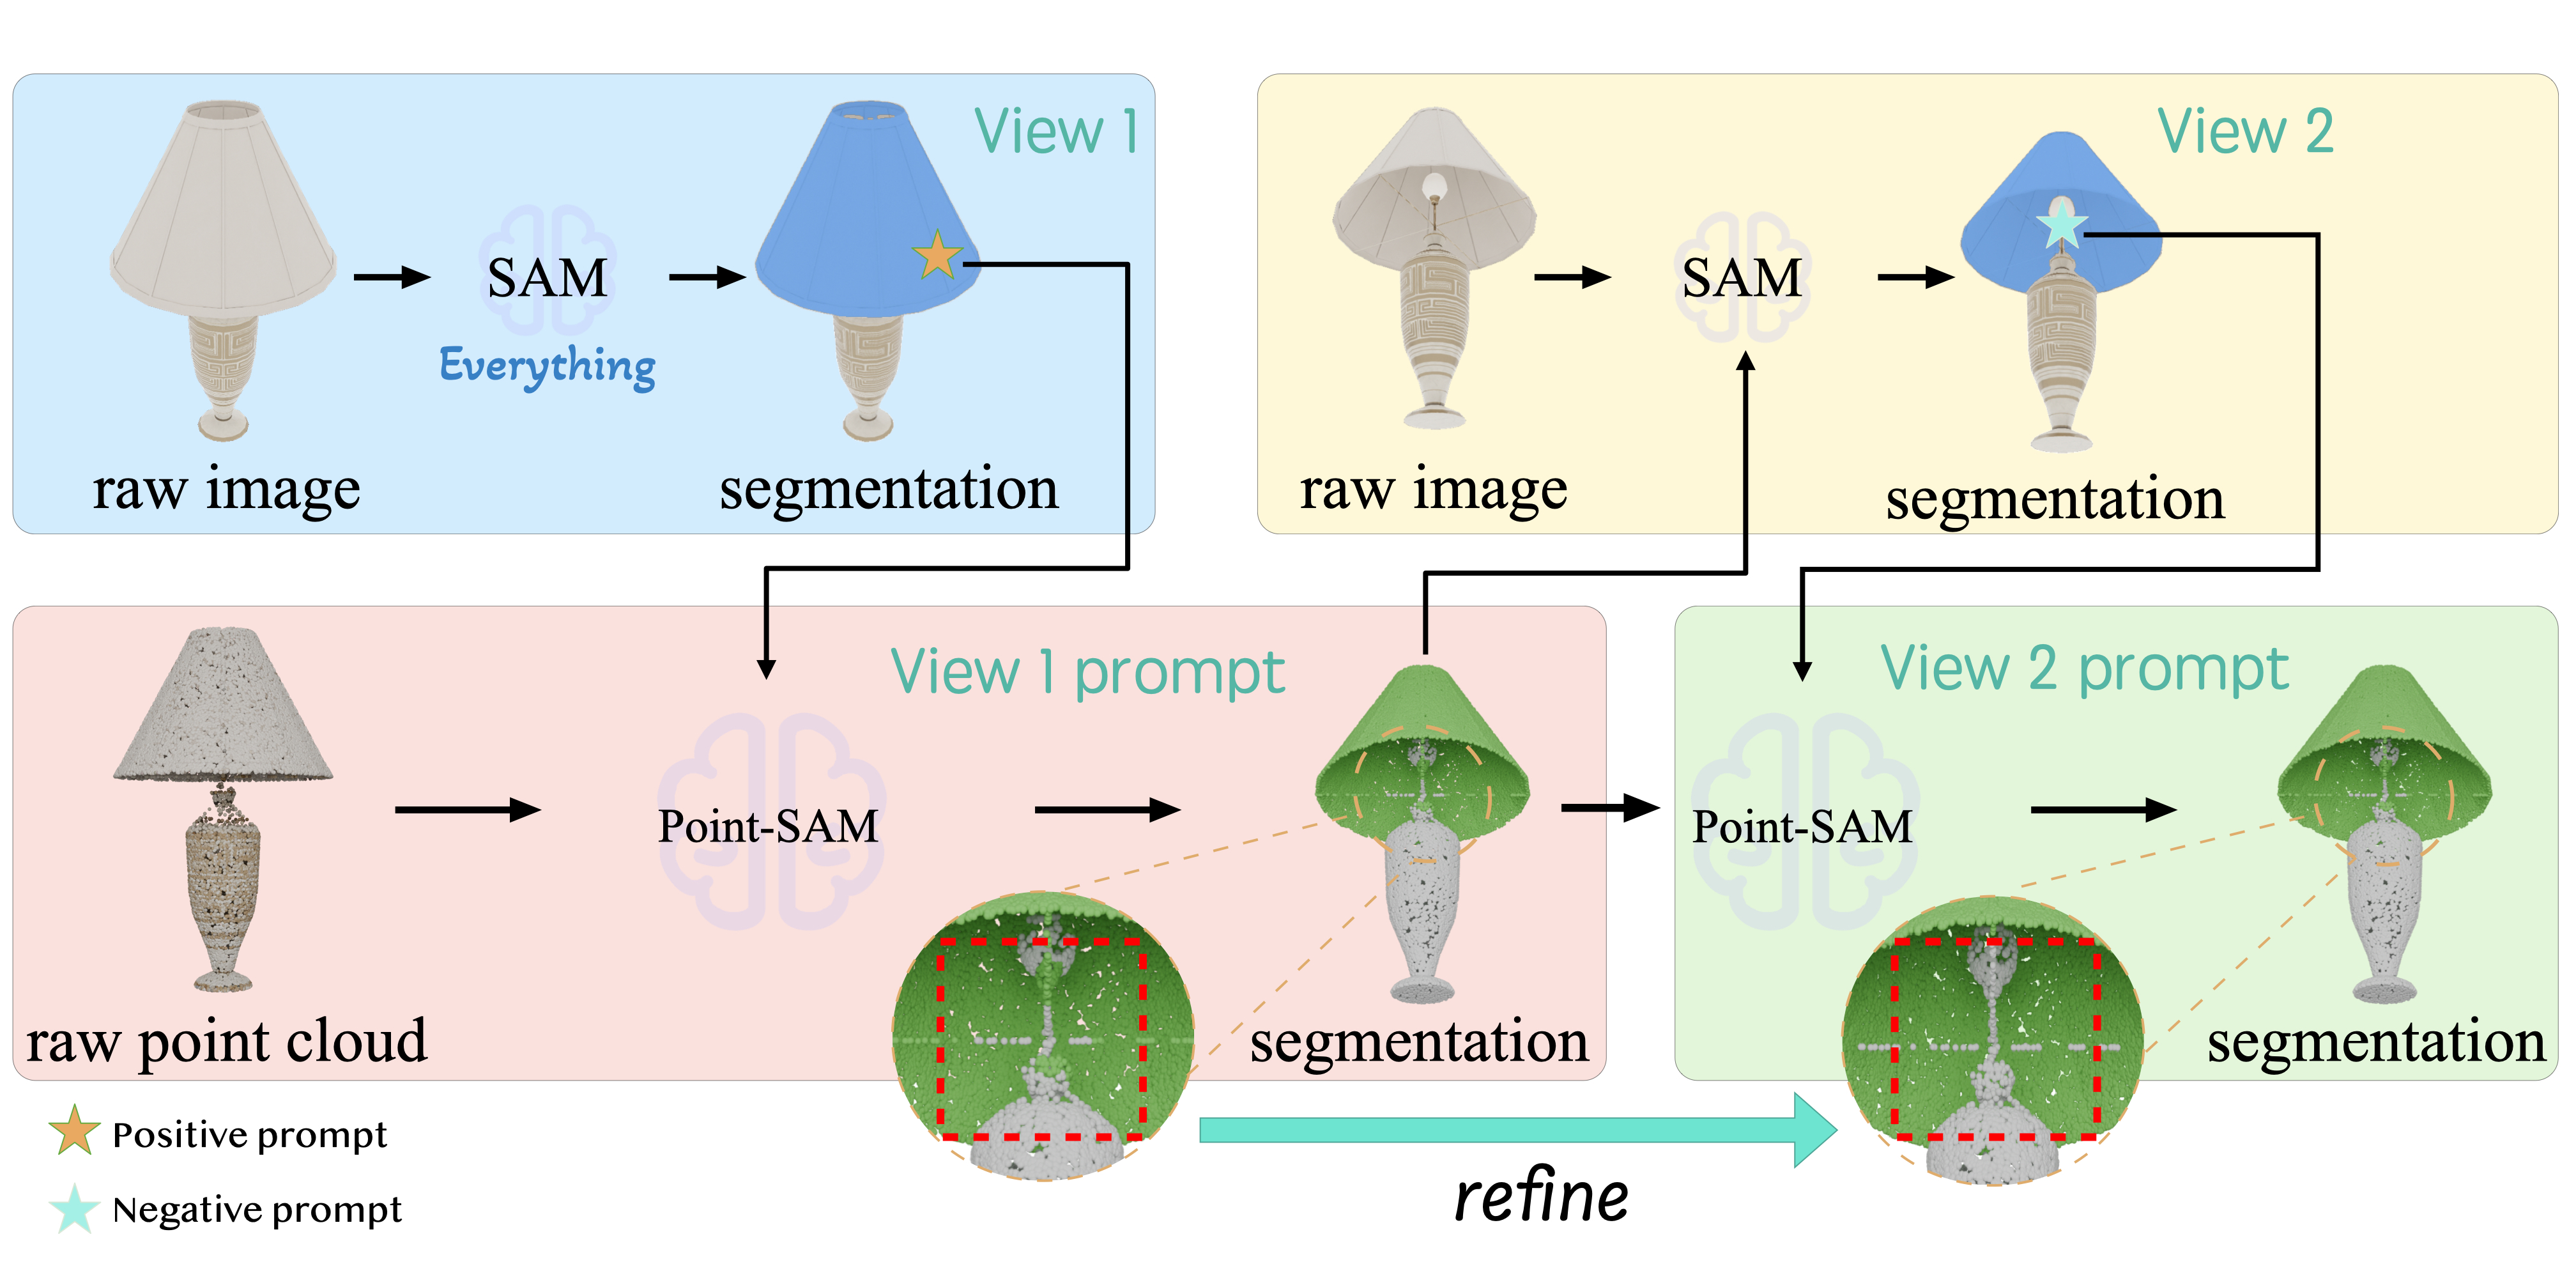 View 1
SAM
Everything
raw image
segmentation
View 2
SAM
raw image
segmentation
View 1 prompt
Point-SAM
raw point cloud
segmentation
View 2 prompt
Point-SAM
segmentation
refine
Positive prompt
Negative prompt